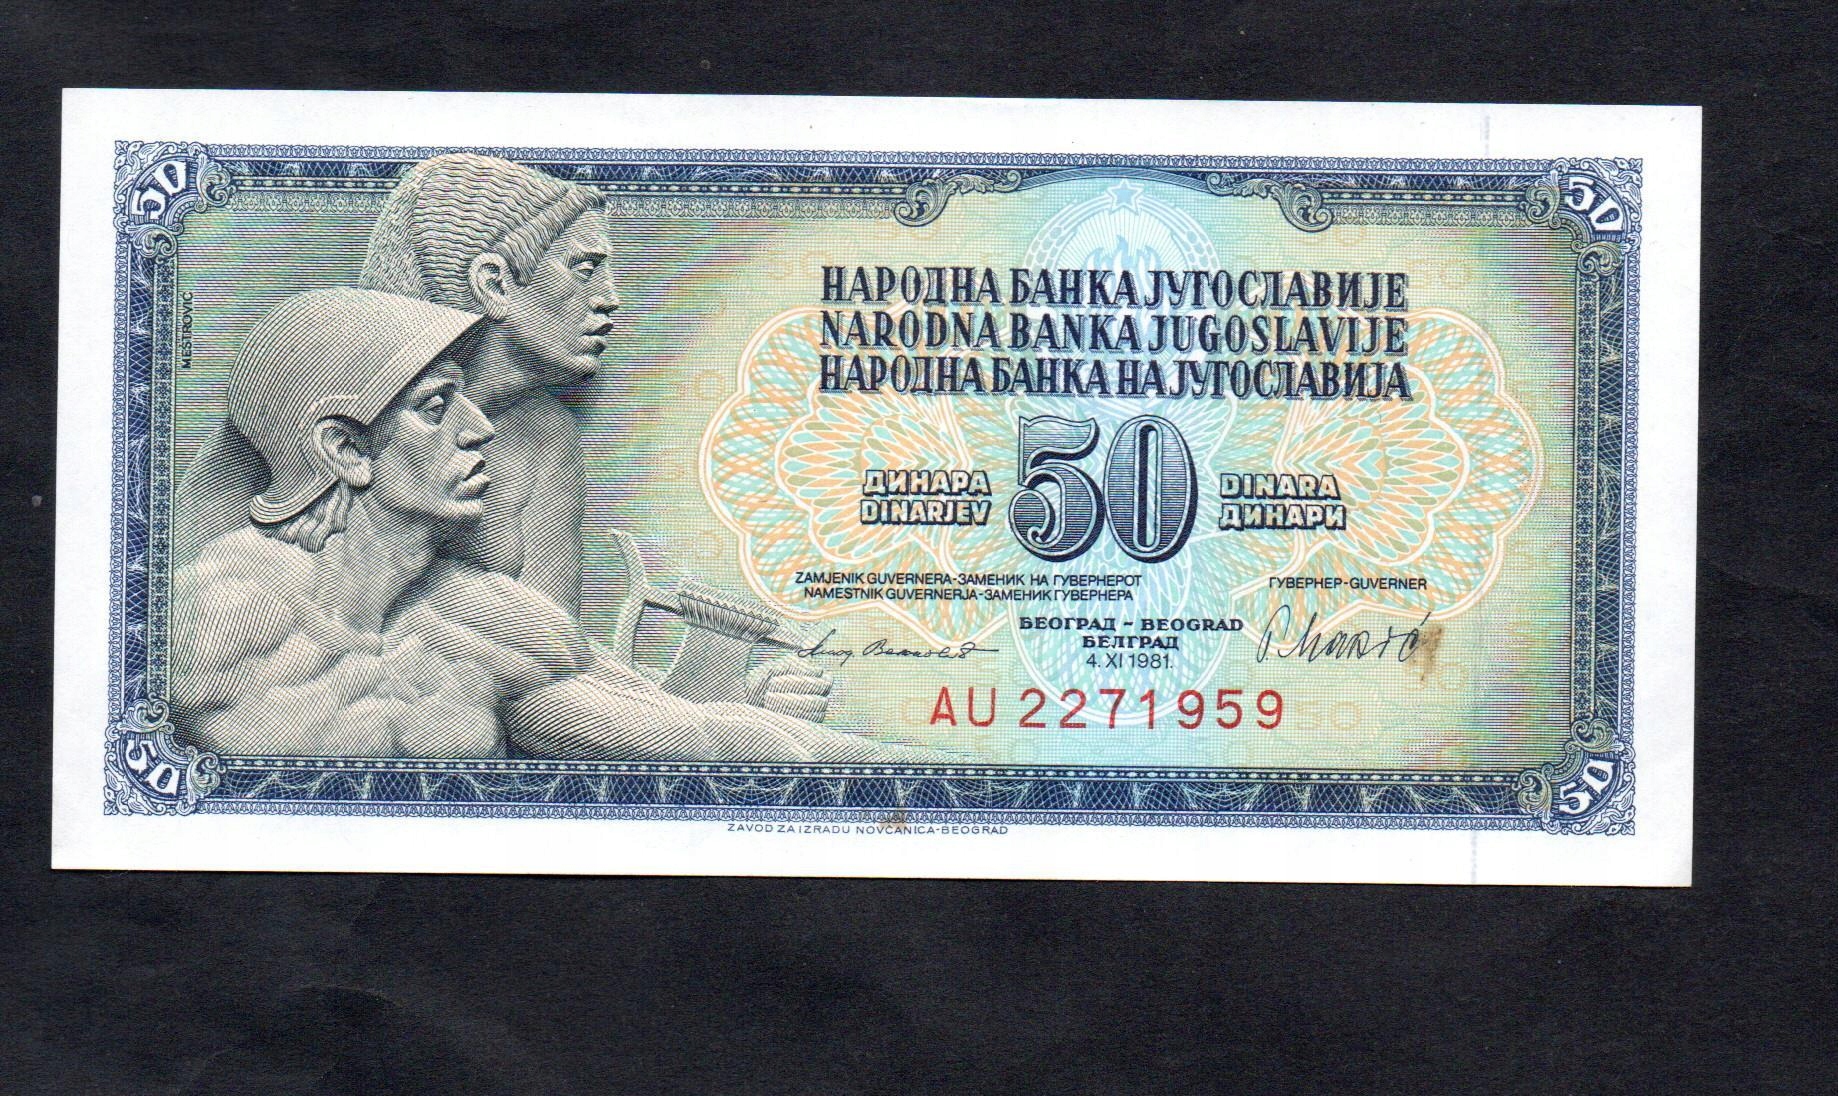 50
50
MEŠTROVIĆ
НАРОДНА БАНКА ЈУГОСЛАВИЈЕ
NARODNA BANKA JUGOSLAVIJE
НАРОДНА БАНКА НА ЈУГОСЛАВИЈА
ДИНАРА 50 DINARA
DINARJEV ДИНАРИ
ZAMJENIK GUVERNERA-ЗАМЕНИК НА ГУВЕРНЕРОТ ГУВЕРНЕР-GUVERNER
NAMESTNIK GUVERNERJA-ЗАМЕНИК ГУВЕРНЕРА
БЕОГРАД - BEOGRAD
БЕЛГРАД
4. XI 1981.
AU 2271959
50
50
ZAVOD ZA IZRADU NOVČANICA-BEOGRAD